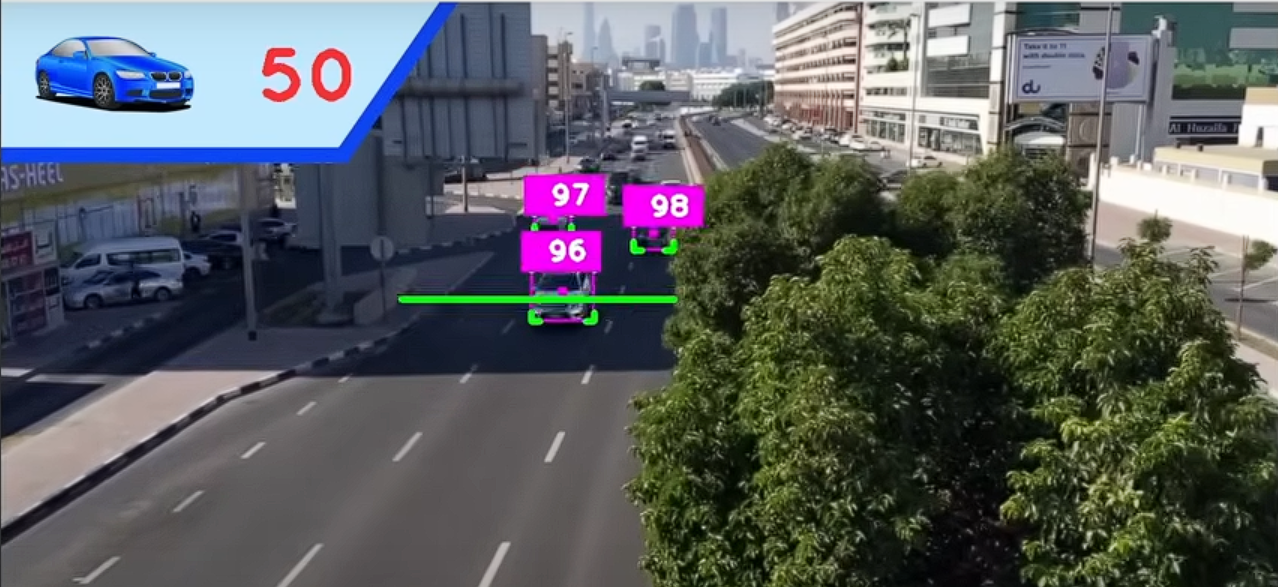 50
AS-HEEL
97
98
96
Take it to 11
with double data
du
Al Huzaifa